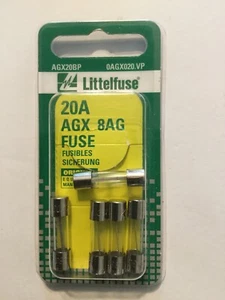 AGX20BP 0AGX020.VP
Littelfuse®
20A
AGX 8AG
FUSE
FUSIBLES
SICHERUNG